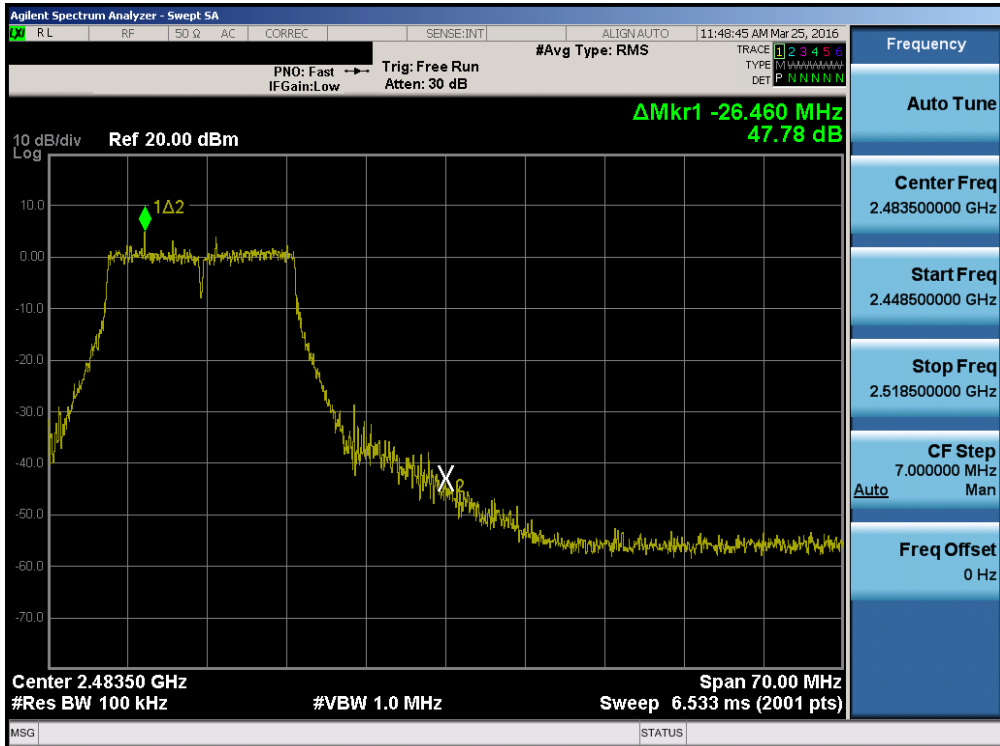 Agilent Spectrum Analyzer - Swept SA
LXI RL RF 50 Ω AC CORREC SENSE:INT ALIGN AUTO 11:48:45 AM Mar 25, 2016
#Avg Type: RMS
TRACE 1 2 3 4 5 6
PNO: Fast Trig: Free Run
TYPE M WWWWW
IFGain:Low Atten: 30 dB
DET P N N N N N
ΔMkr1 -26.460 MHz
47.78 dB
10 dB/div Ref 20.00 dBm
Log
10.0
1Δ2
0.00
-10.0
-20.0
-30.0
-40.0
2
-50.0
-60.0
-70.0
Center 2.48350 GHz Span 70.00 MHz
#Res BW 100 kHz #VBW 1.0 MHz Sweep 6.533 ms (2001 pts)
MSG STATUS
Frequency
Auto Tune
Center Freq
2.483500000 GHz
Start Freq
2.448500000 GHz
Stop Freq
2.518500000 GHz
CF Step
7.000000 MHz
Auto Man
Freq Offset
0 Hz